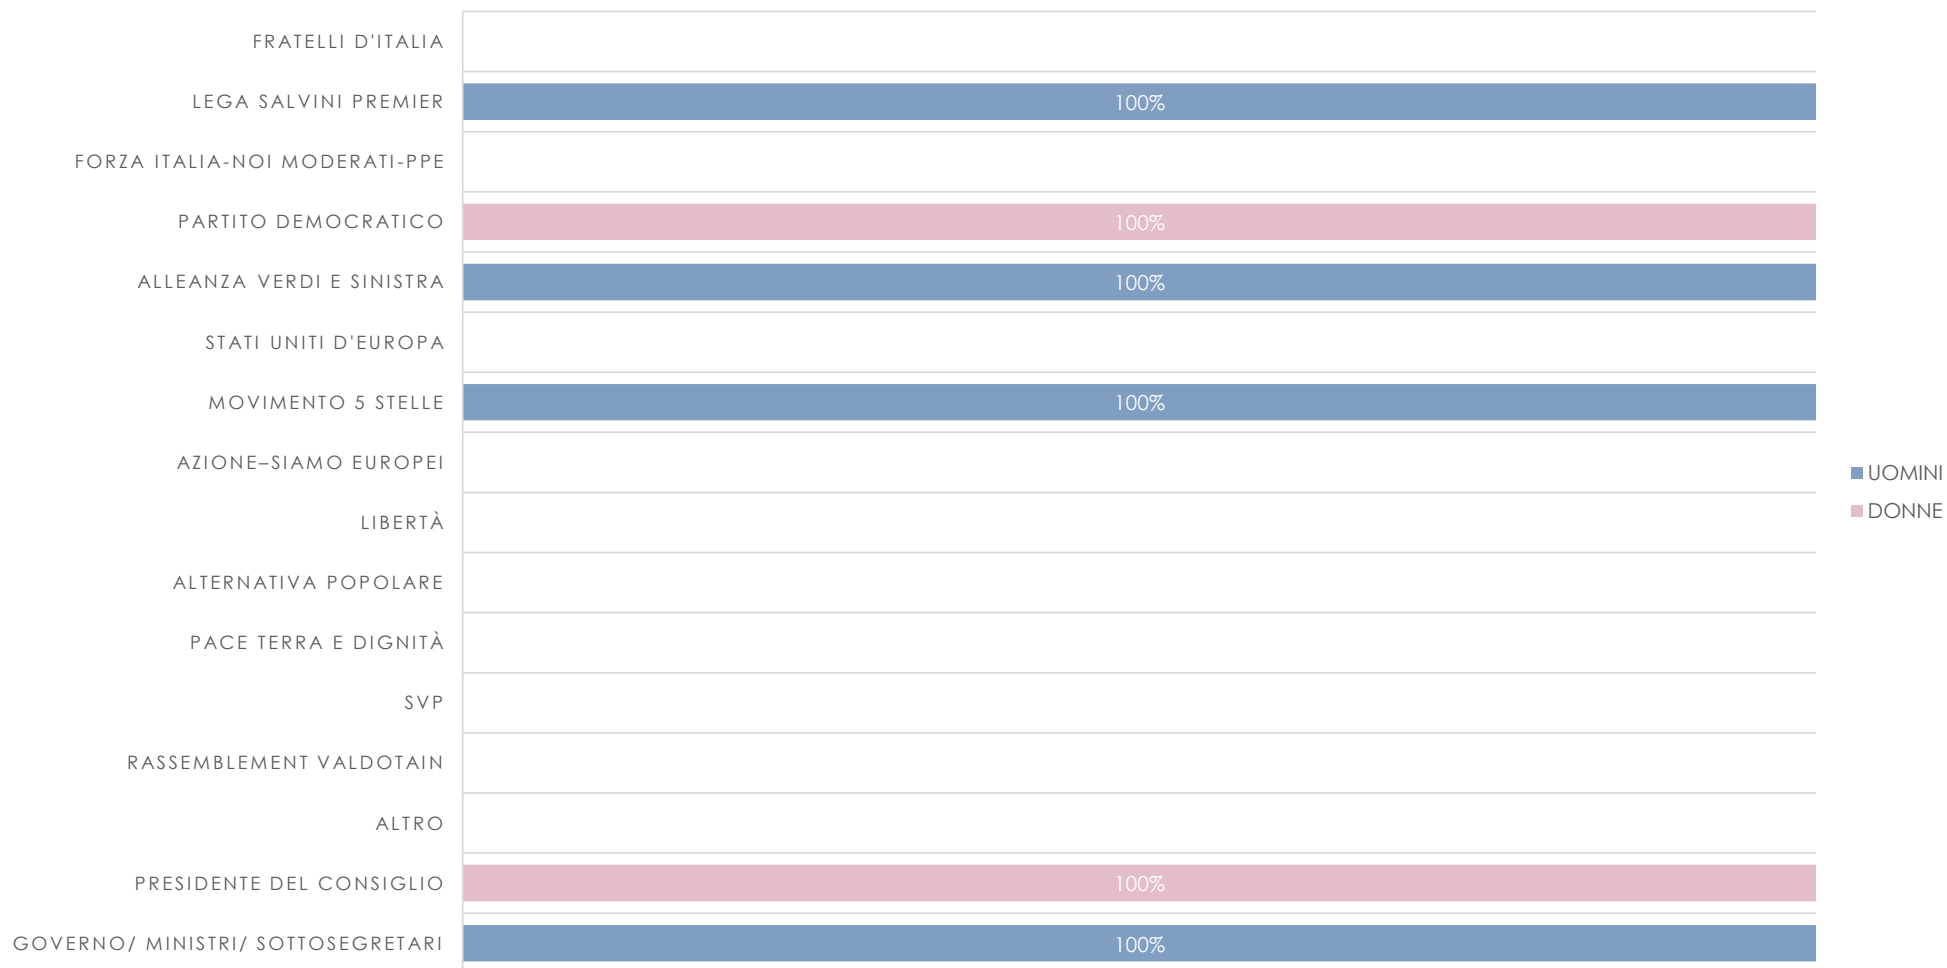 FRATELLI D'ITALIA
LEGA SALVINI PREMIER 100%
FORZA ITALIA-NOI MODERATI-PPE
PARTITO DEMOCRATICO 100%
ALLEANZA VERDI E SINISTRA 100%
STATI UNITI D'EUROPA
MOVIMENTO 5 STELLE 100%
AZIONE–SIAMO EUROPEI
LIBERTÀ
ALTERNATIVA POPOLARE
PACE TERRA E DIGNITÀ
SVP
RASSEMBLEMENT VALDOTAIN
ALTRO
PRESIDENTE DEL CONSIGLIO 100%
GOVERNO/ MINISTRI/ SOTTOSEGRETARI 100%
UOMINI
DONNE